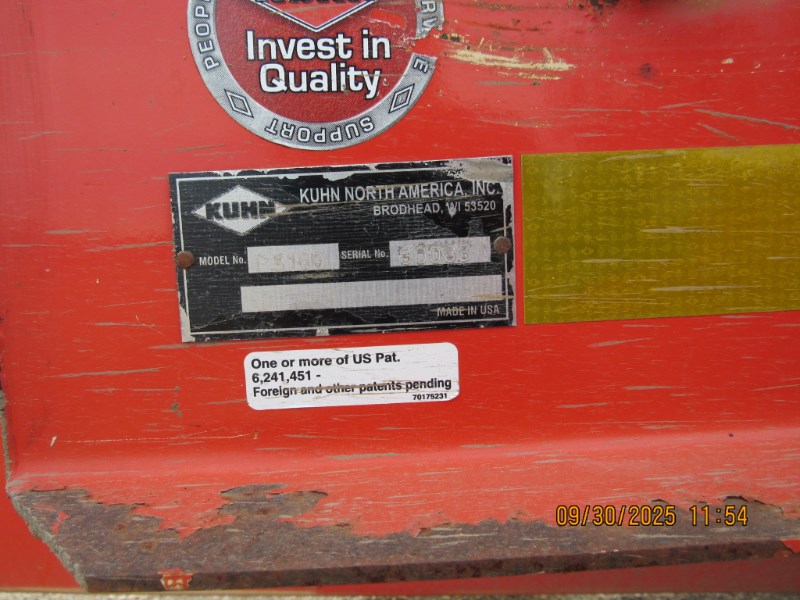 PEOP
RVE
Invest in
Quality
SUPPORT
KUHN
KUHN NORTH AMERICA, INC.
BRODHEAD, WI 53520
MODEL No.
SERIAL No.
MADE IN USA
One or more of US Pat.
6,241,451 -
Foreign and other patents pending
70175231
09/30/2025 11:54